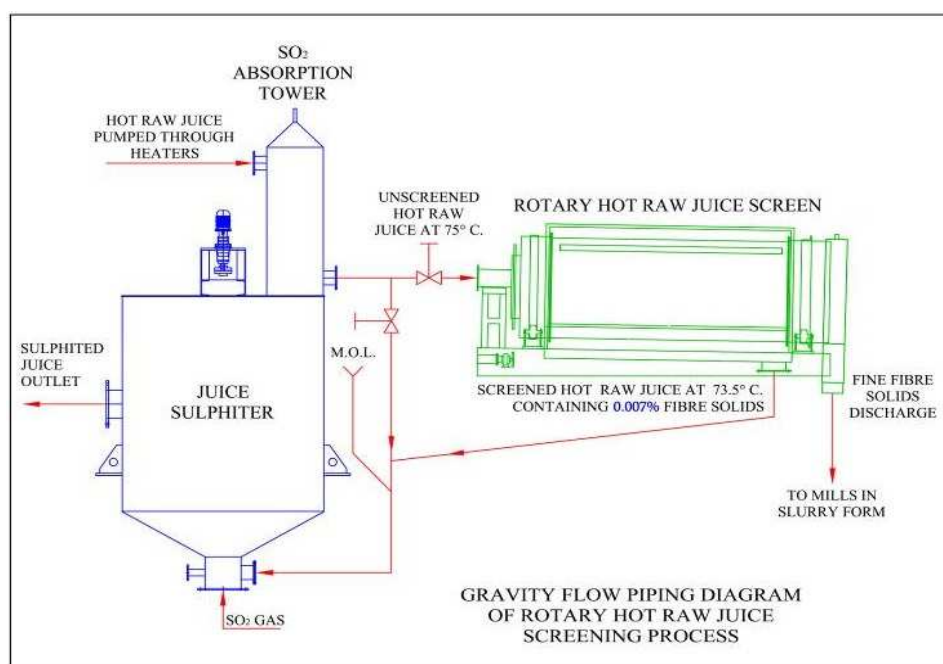 SO₂
ABSORPTION
TOWER
HOT RAW JUICE
PUMPED THROUGH
HEATERS
UNSCREENED
HOT RAW
JUICE AT 75° C.
ROTARY HOT RAW JUICE SCREEN
SULPHITED
JUICE
OUTLET
JUICE
SULPHITER
M.O.L.
SCREENED HOT RAW JUICE AT 73.5° C.
CONTAINING 0.007% FIBRE SOLIDS
FINE FIBRE
SOLIDS
DISCHARGE
TO MILLS IN
SLURRY FORM
SO₂ GAS
GRAVITY FLOW PIPING DIAGRAM
OF ROTARY HOT RAW JUICE
SCREENING PROCESS